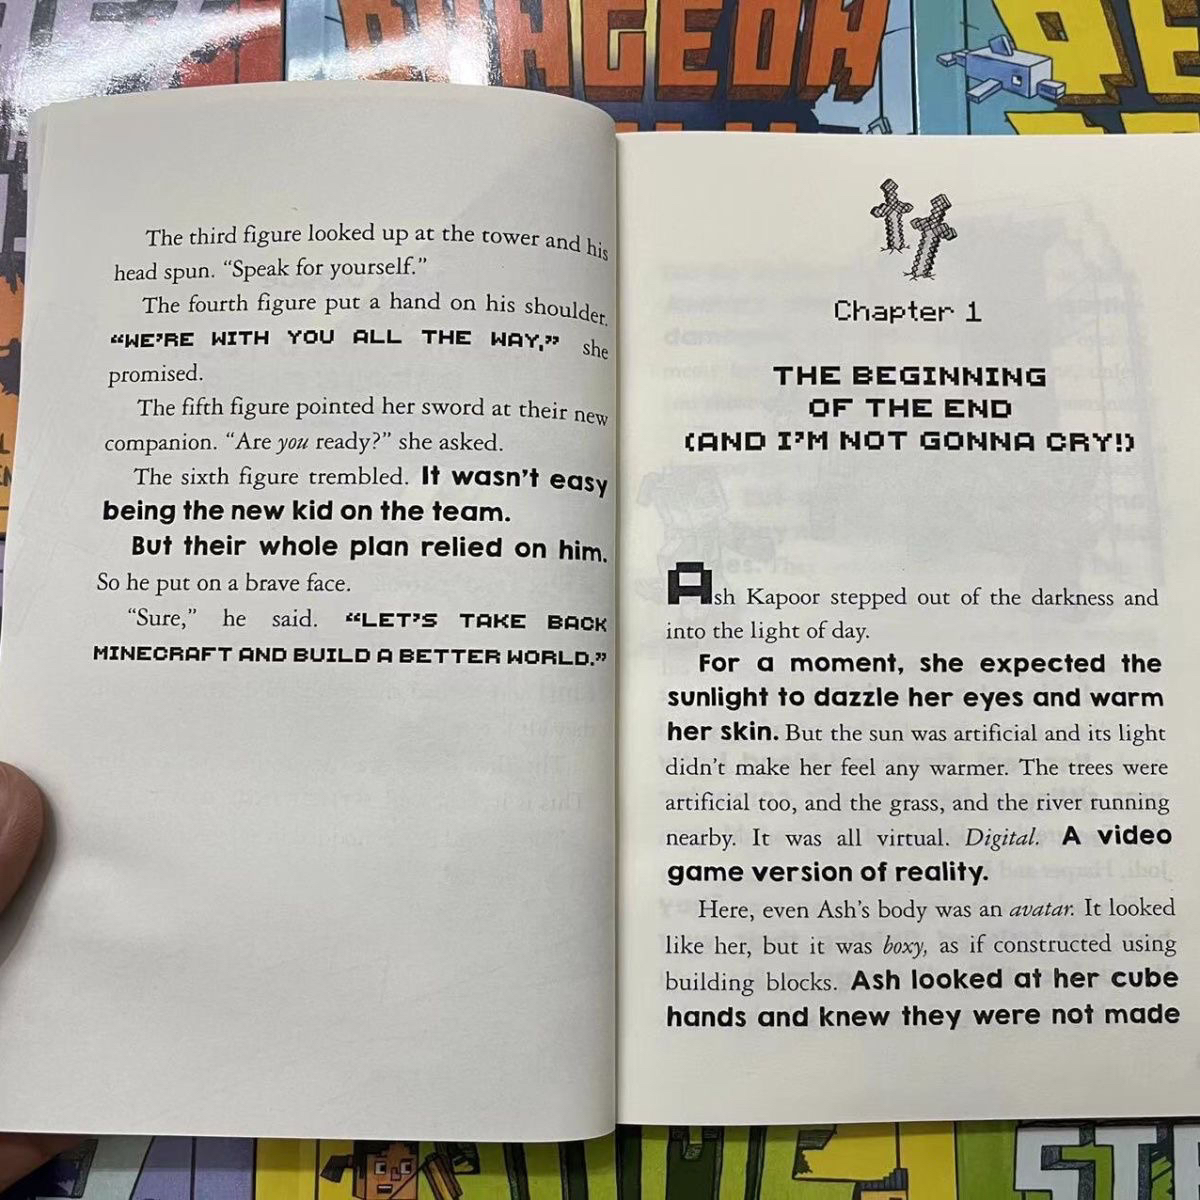 DUNGEON
The third figure looked up at the tower and his
head spun. “Speak for yourself.”
The fourth figure put a hand on his shoulder.
“WE’RE WITH YOU ALL THE WAY,” she
promised.
The fifth figure pointed her sword at their new
companion. “Are you ready?” she asked.
The sixth figure trembled. It wasn’t easy
being the new kid on the team.
But their whole plan relied on him.
So he put on a brave face.
“Sure,” he said. “LET’S TAKE BACK
MINECRAFT AND BUILD A BETTER WORLD.”
Chapter 1
THE BEGINNING
OF THE END
(AND I’M NOT GONNA CRY!)
Ash Kapoor stepped out of the darkness and
into the light of day.
For a moment, she expected the
sunlight to dazzle her eyes and warm
her skin. But the sun was artificial and its light
didn’t make her feel any warmer. The trees were
artificial too, and the grass, and the river running
nearby. It was all virtual. Digital. A video
game version of reality.
Here, even Ash’s body was an avatar. It looked
like her, but it was boxy, as if constructed using
building blocks. Ash looked at her cube
hands and knew they were not made